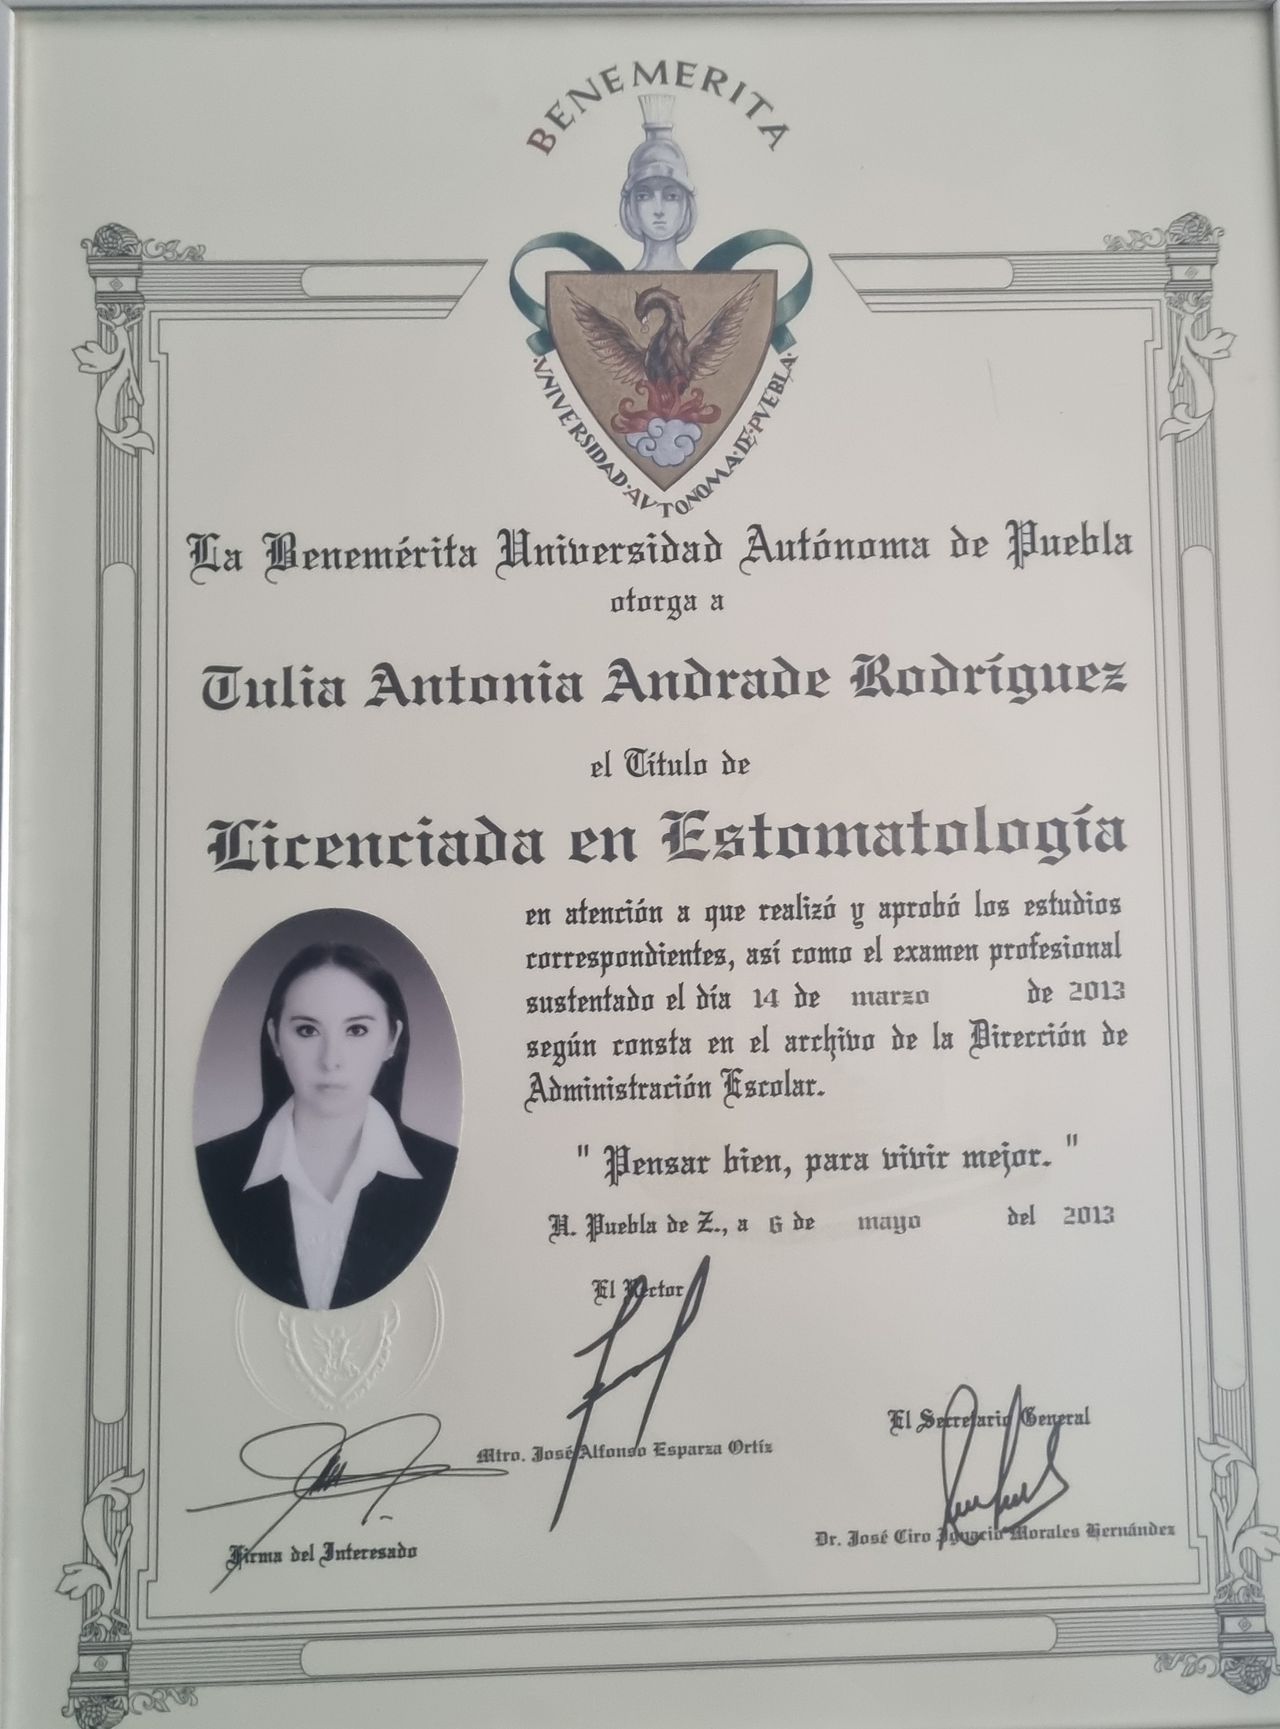 BENEMERITA
·VNIVERSIDAD·AVTONOMA·DE·PVEBLA·
La Benemérita Universidad Autónoma de Puebla
otorga a
Tulia Antonia Andrade Rodríguez
el Título de
Licenciada en Estomatología
en atención a que realizó y aprobó los estudios
correspondientes, así como el examen profesional
sustentado el día 14 de marzo de 2013
según consta en el archivo de la Dirección de
Administración Escolar.
" Pensar bien, para vivir mejor. "
H. Puebla de Z., a 6 de mayo del 2013
El Rector
Mtro. José Alfonso Esparza Ortíz
El Secretario General
Dr. José Ciro Ignacio Morales Hernández
Firma del Interesado